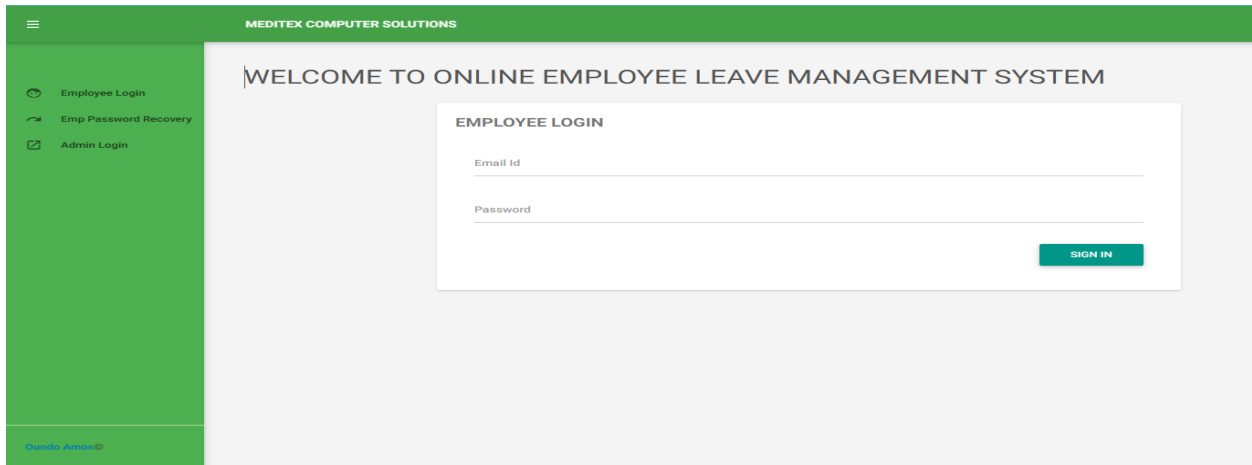 MEDITEX COMPUTER SOLUTIONS
Employee Login
Emp Password Recovery
Admin Login
Oundo Amos©
WELCOME TO ONLINE EMPLOYEE LEAVE MANAGEMENT SYSTEM
EMPLOYEE LOGIN
Email Id
Password
SIGN IN